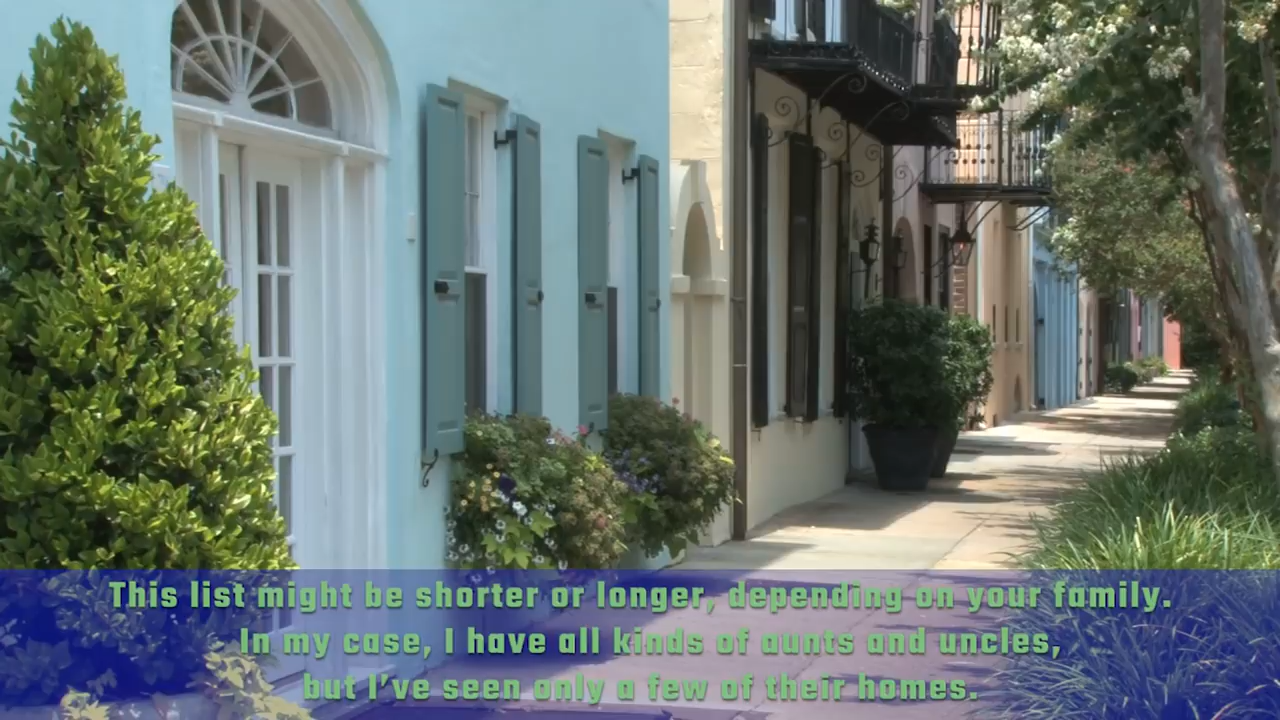 This list might be shorter or longer, depending on your family.
In my case, I have all kinds of aunts and uncles,
but I've seen only a few of their homes.